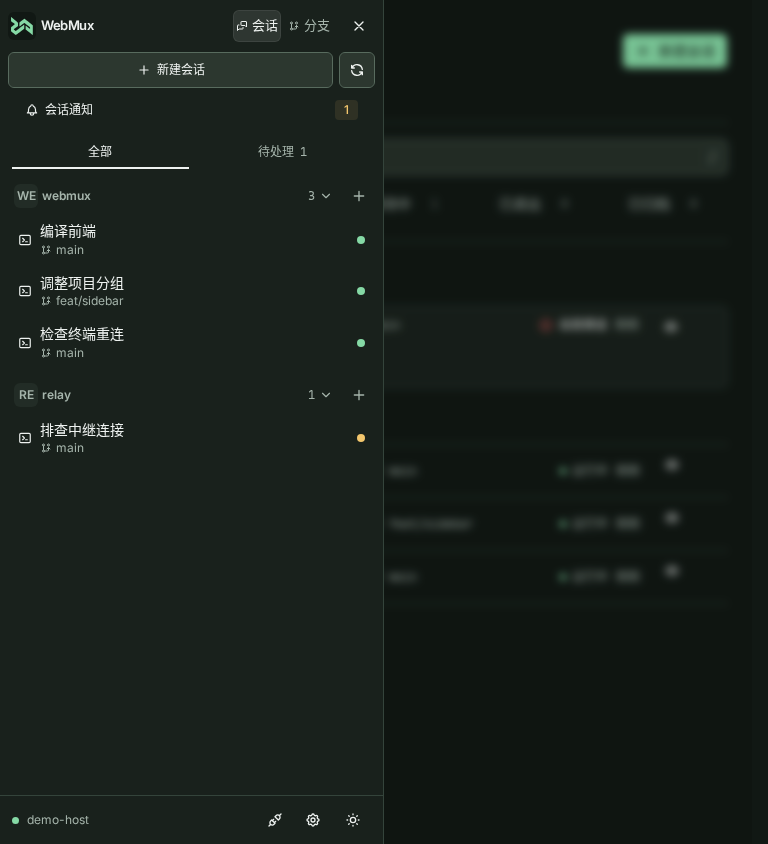 WebMux
会话
分支
新建会话
会话通知
1
全部
待处理 1
WE webmux 3
编译前端
main
调整项目分组
feat/sidebar
检查终端重连
main
RE relay 1
排查中继连接
main
demo-host